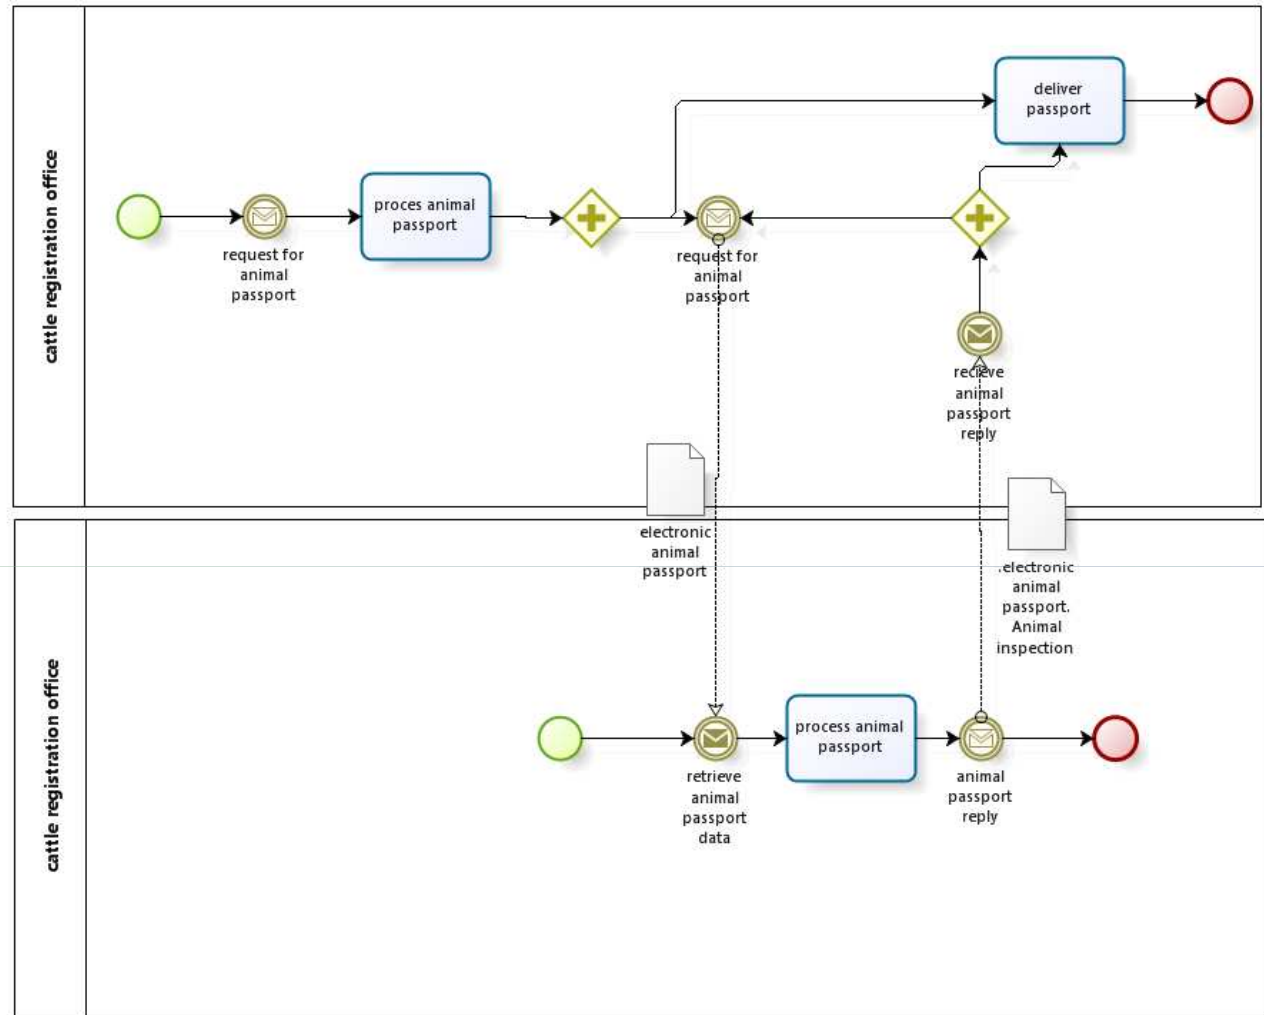 cattle registration office
deliver
passport
proces animal
passport
request for
animal
passport
request for
animal
passport
recieve
animal
passport
reply
electronic
animal
passport
electronic
animal
passport.
Animal
inspection
cattle registration office
process animal
passport
retrieve
animal
passport
data
animal
passport
reply